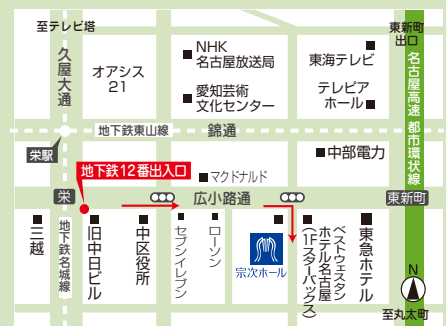 至テレビ塔
久屋大通
オアシス
21
NHK
名古屋放送局
愛知芸術
文化センター
東海テレビ
テレピア
ホール
東新町
出口
名古屋高速 都市環状線
地下鉄東山線
錦通
栄駅
中部電力
地下鉄12番出入口
マクドナルド
栄
広小路通
東新町
三越
地下鉄名城線
旧中日ビル
中区役所
セブンイレブン
ローソン
宗次ホール
ベストウェスタン
ホテル名古屋
(1Fスターバックス)
東急ホテル
N
至丸太町